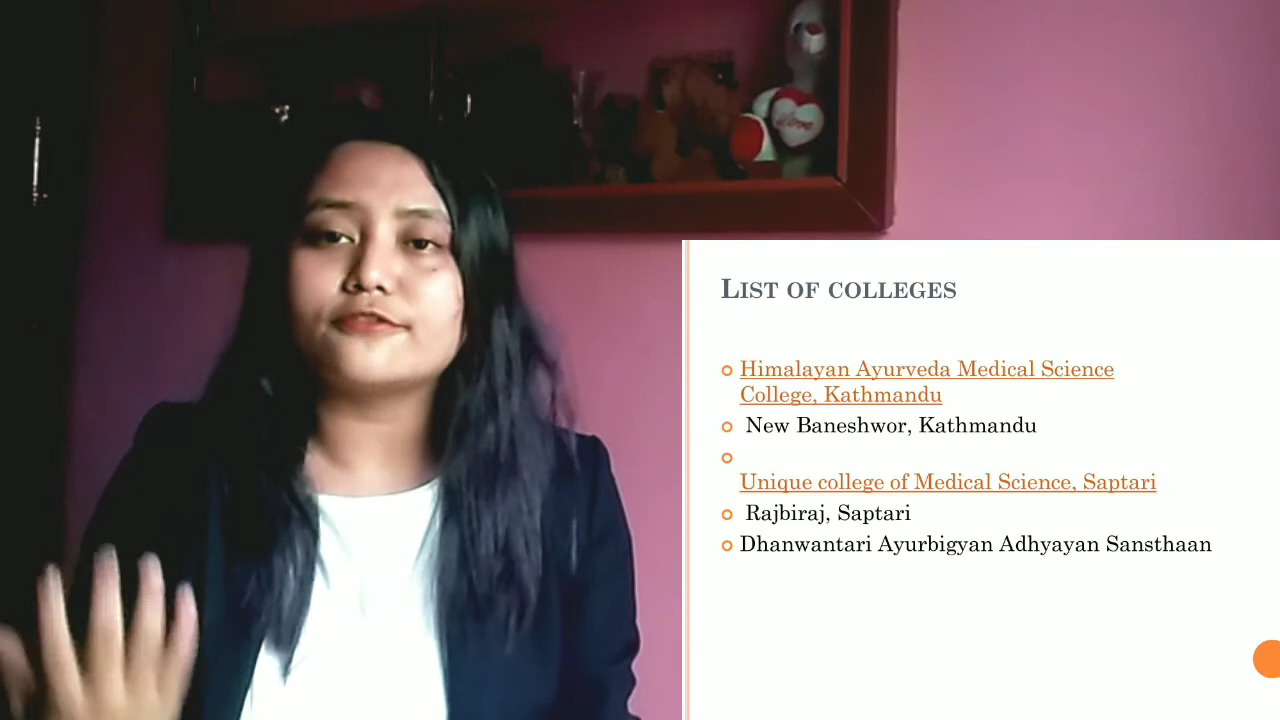 love
LIST OF COLLEGES
Himalayan Ayurveda Medical Science
College, Kathmandu
New Baneshwor, Kathmandu
Unique college of Medical Science, Saptari
Rajbiraj, Saptari
Dhanwantari Ayurbigyan Adhyayan Sansthaan